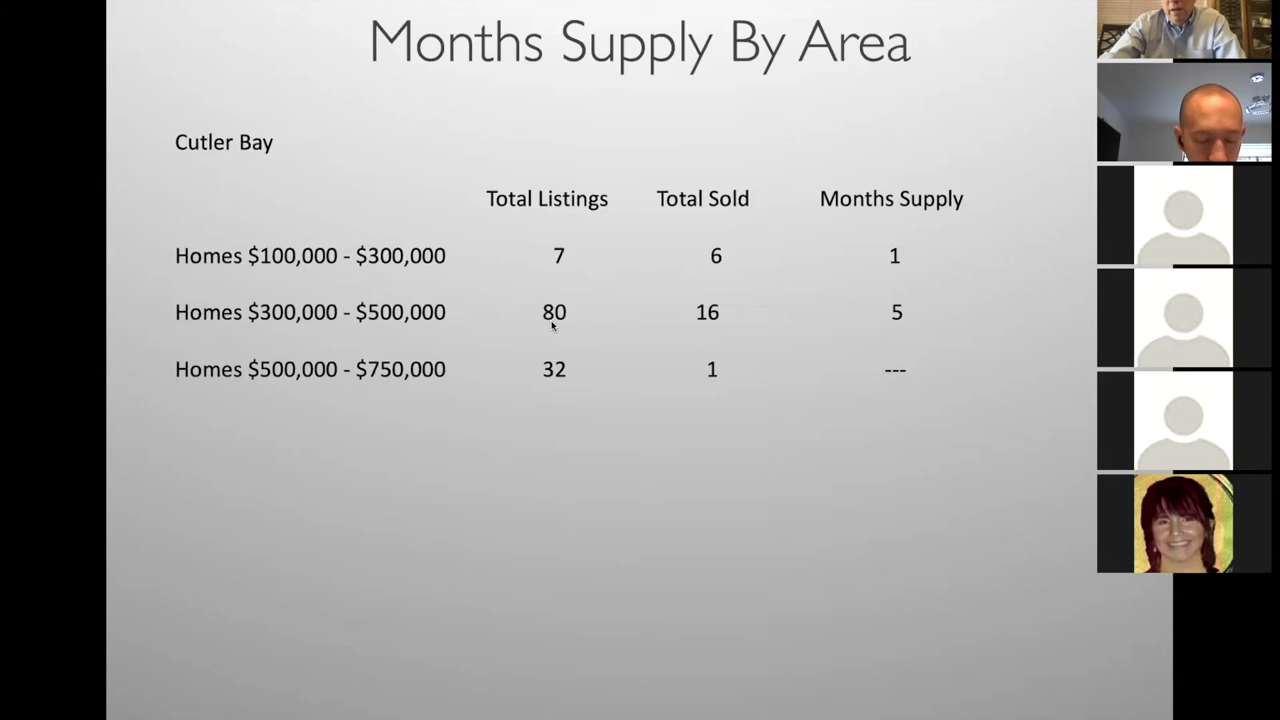 Months Supply By Area
Cutler Bay
Total Listings Total Sold Months Supply
Homes $100,000 - $300,000 7 6 1
Homes $300,000 - $500,000 80 16 5
Homes $500,000 - $750,000 32 1 ---